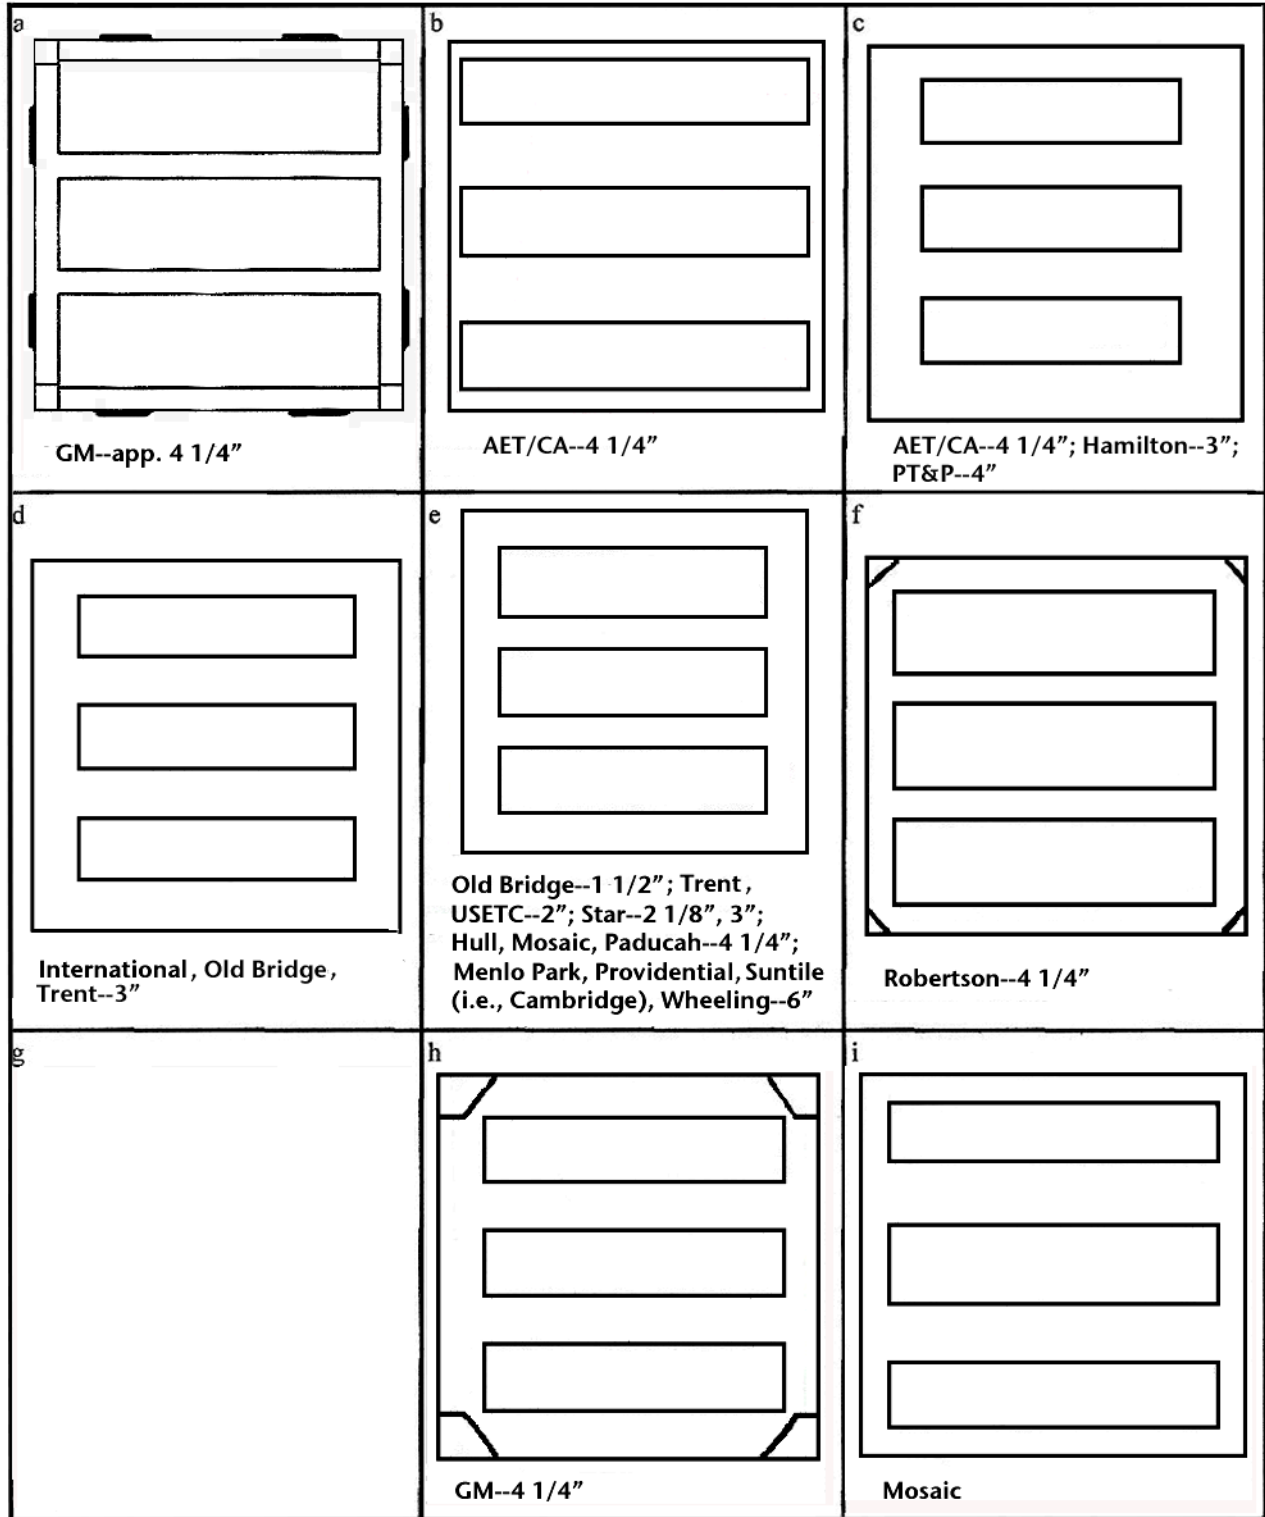 a
GM--app. 4 1/4”
b
AET/CA--4 1/4”
c
AET/CA--4 1/4”; Hamilton--3”;
PT&P--4”
d
International, Old Bridge,
Trent--3”
e
Old Bridge--1 1/2”; Trent,
USETC--2”; Star--2 1/8”, 3”;
Hull, Mosaic, Paducah--4 1/4”;
Menlo Park, Providential, Suntile
(i.e., Cambridge), Wheeling--6”
f
Robertson--4 1/4”
g
h
GM--4 1/4”
i
Mosaic